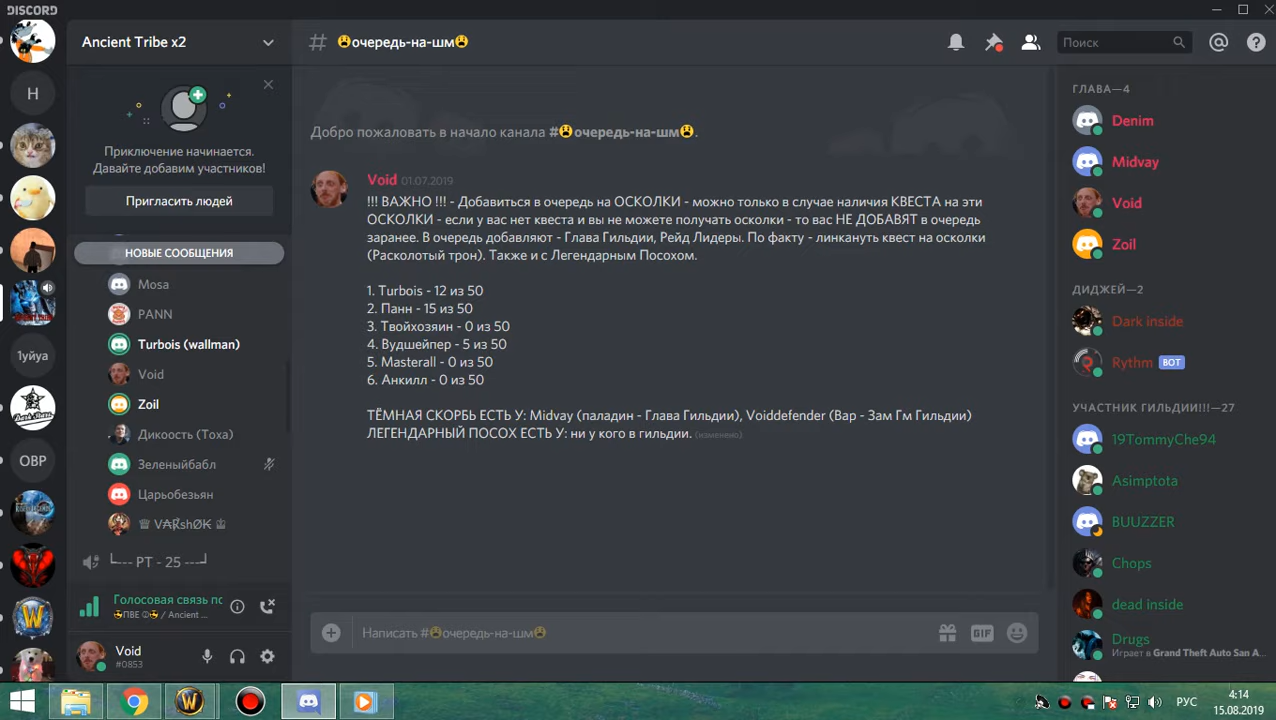 DISCORD
Ancient Tribe x2
# 😩очередь-на-шм😩
Поиск
Приключение начинается.
Давайте добавим участников!
Пригласить людей
НОВЫЕ СООБЩЕНИЯ
Mosa
PANN
Turbois (wallman)
Void
Zoil
Дикоость (Тоха)
Зеленыйбабл
Царьобезьян
└--- PT - 25 ---┘
Голосовая связь по
/ Ancient ...
Void
#0853
H
1уйуа
ОВР
Добро пожаловать в начало канала #😩очередь-на-шм😩.
Void 01.07.2019
!!! ВАЖНО !!! - Добавиться в очередь на ОСКОЛКИ - можно только в случае наличия КВЕСТА на эти
ОСКОЛКИ - если у вас нет квеста и вы не можете получать осколки - то вас НЕ ДОБАВЯТ в очередь
заранее. В очередь добавляют - Глава Гильдии, Рейд Лидеры. По факту - линкануть квест на осколки
(Расколотый трон). Также и с Легендарным Посохом.
1. Turbois - 12 из 50
2. Панн - 15 из 50
3. Твойхозяин - 0 из 50
4. Вудшейпер - 5 из 50
5. Masterall - 0 из 50
6. Анкилл - 0 из 50
ТЁМНАЯ СКОРБЬ ЕСТЬ У: Midvay (паладин - Глава Гильдии), Voiddefender (Вар - Зам Гм Гильдии)
ЛЕГЕНДАРНЫЙ ПОСОХ ЕСТЬ У: ни у кого в гильдии. (изменено)
Написать #😩очередь-на-шм😩
GIF
ГЛАВА—4
Denim
Midvay
Void
Zoil
ДИДЖЕЙ—2
Dark inside
Rythm BOT
УЧАСТНИК ГИЛЬДИИ!!!—27
19TommyChe94
Asimptota
BUUZZER
Chops
dead inside
Drugs
Играет в Grand Theft Auto San A...
РУС
4:14
15.08.2019